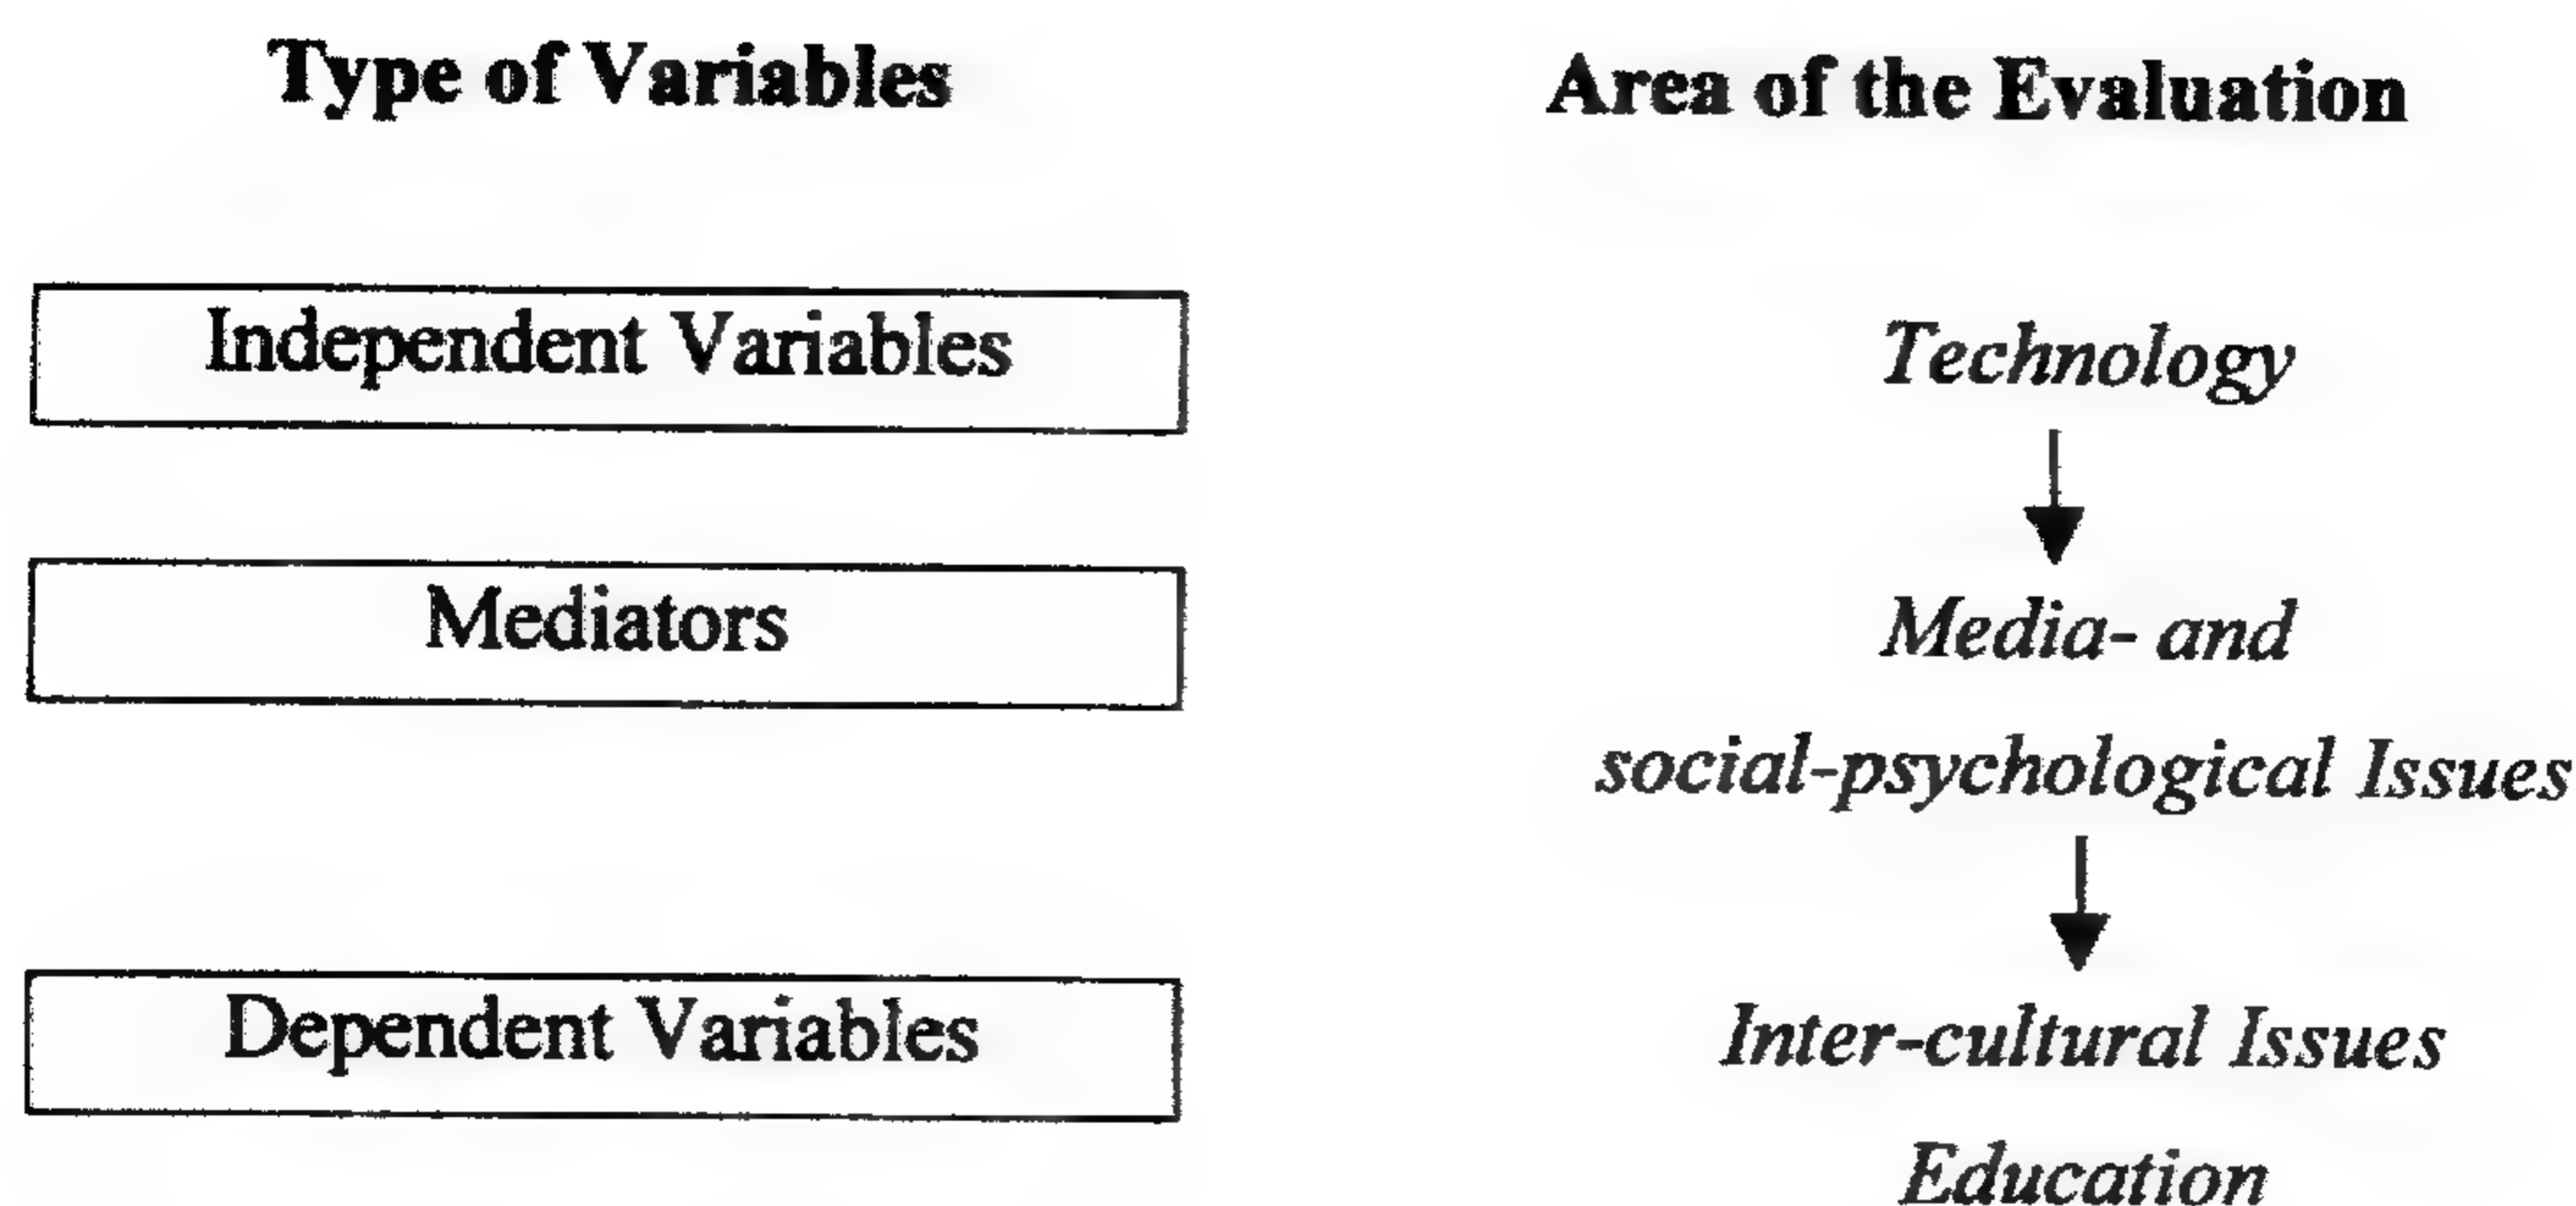 Type of Variables
Area of the Evaluation
Independent Variables
Technology
Mediators
Media- and
social-psychological Issues
Dependent Variables
Inter-cultural Issues
Education